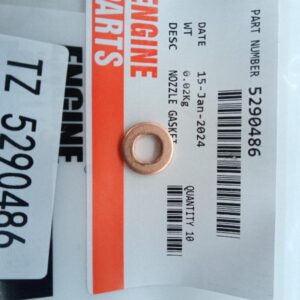 ENGINE
PARTS
PART NUMBER 5290486
DATE 15-Jan-2024
WT 0.02Kg
DESC NOZZLE GASKET
QUANTITY 10
ENGINE
TZ 5290486